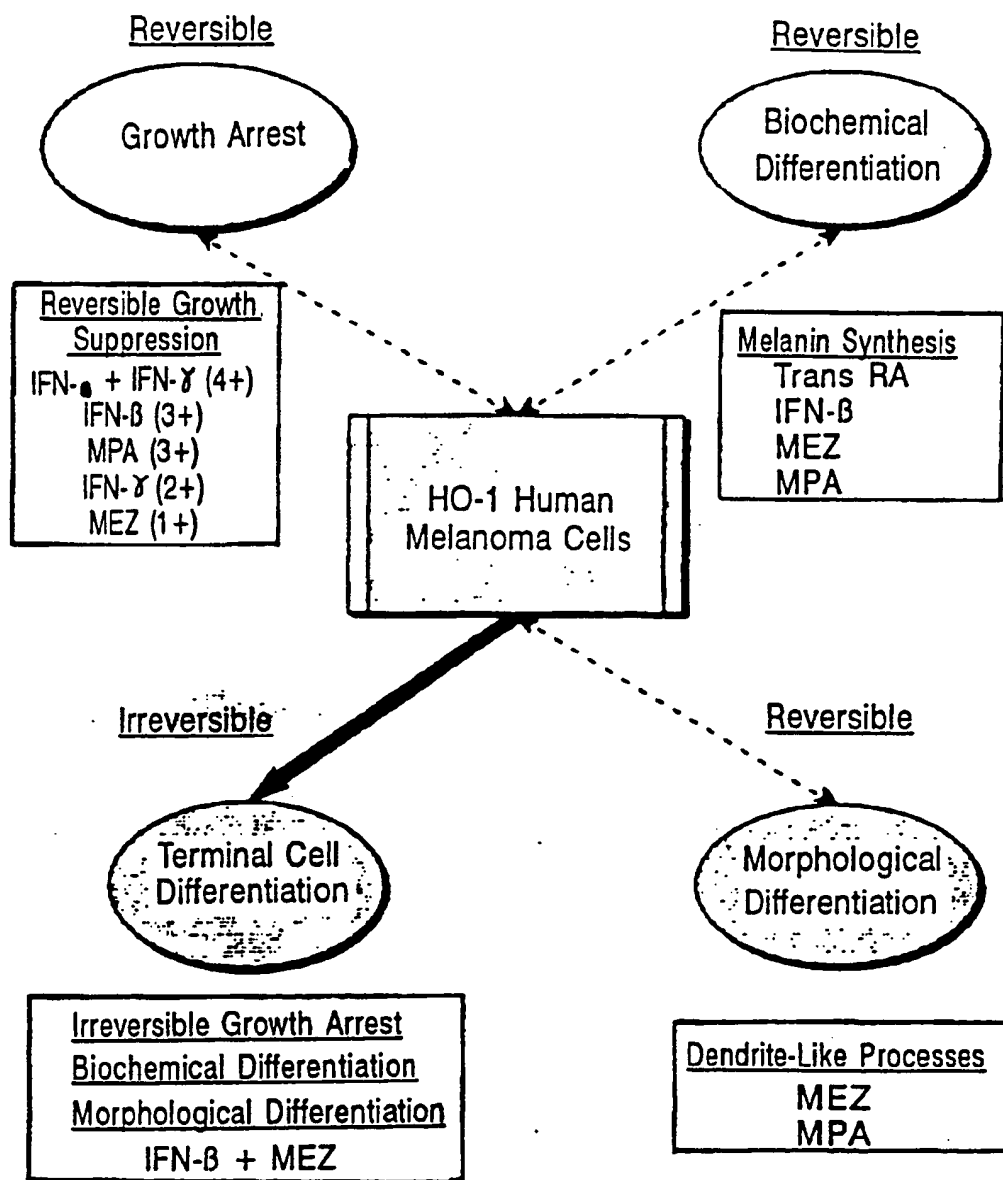 Reversible
Growth Arrest
Reversible
Biochemical
Differentiation
Reversible Growth
Suppression
IFN- + IFN-γ (4+)
IFN-β (3+)
MPA (3+)
IFN-γ (2+)
MEZ (1+)
Melanin Synthesis
Trans RA
IFN-β
MEZ
MPA
HO-1 Human
Melanoma Cells
Irreversible
Reversible
Terminal Cell
Differentiation
Morphological
Differentiation
Irreversible Growth Arrest
Biochemical Differentiation
Morphological Differentiation
IFN-β + MEZ
Dendrite-Like Processes
MEZ
MPA